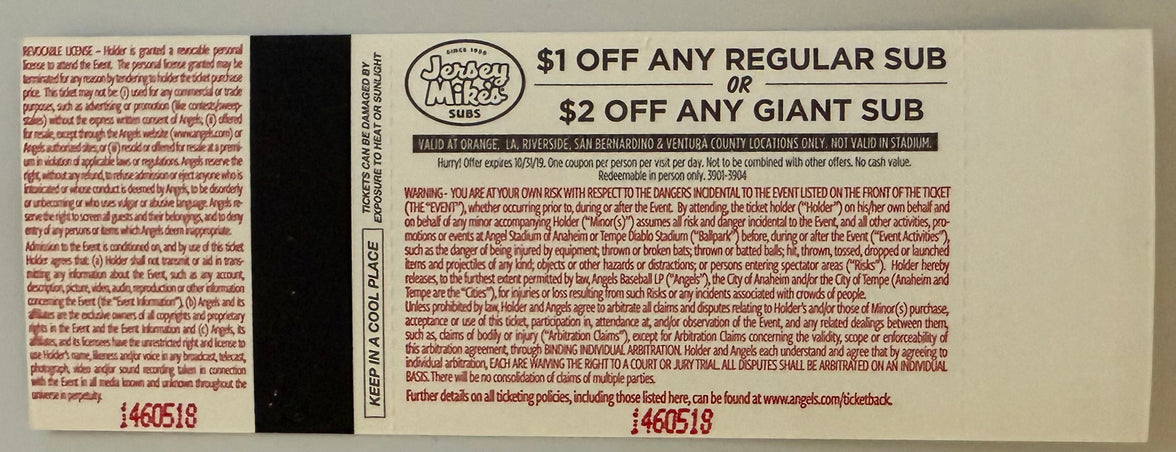 REVOCABLE LICENSE – Holder is granted a revocable personal
license to attend the Event. The personal license granted may be
terminated for any reason by tendering to holder the ticket purchase
price. This ticket may not be: (i) used for any commercial or trade
purposes, such as advertising or promotion (like contests/sweep-
stakes) without the express written consent of Angels; (ii) offered
for resale, except through the Angels website (www.angels.com) or
Angels authorized sites, or (iii) resold or offered for resale at a premi-
um in violation of applicable laws or regulations. Angels reserve the
right, without any refund, to refuse admission or eject anyone who is
intoxicated or whose conduct is deemed by Angels, to be disorderly
or unbecoming or who uses vulgar or abusive language. Angels re-
serve the right to screen all guests and their belongings, and to deny
entry of any persons or items which Angels deem inappropriate.
Admission to the Event is conditioned on, and by use of this ticket
Holder agrees that: (a) Holder shall not transmit or aid in trans-
mitting any information about the Event, such as any account,
description, picture, video, audio, reproduction or other information
concerning the Event (the "Event Information"), (b) Angels and its
affiliates are the exclusive owners of all copyrights and proprietary
rights in the Event and the Event Information and (c) Angels, its
affiliates, and its licensees have the unrestricted right and license to
use Holder's name, likeness and/or voice in any broadcast, telecast,
photograph, video and/or sound recording taken in connection
with the Event in all media known and unknown throughout the
universe in perpetuity.
460518
KEEP IN A COOL PLACE
TICKETS CAN BE DAMAGED BY
EXPOSURE TO HEAT OR SUNLIGHT
SINCE 1956
Jersey
Mike's
SUBS
$1 OFF ANY REGULAR SUB
OR
$2 OFF ANY GIANT SUB
VALID AT ORANGE, LA, RIVERSIDE, SAN BERNARDINO & VENTURA COUNTY LOCATIONS ONLY. NOT VALID IN STADIUM.
Hurry! Offer expires 10/31/19. One coupon per person per visit per day. Not to be combined with other offers. No cash value.
Redeemable in person only. 3901-3904
WARNING - YOU ARE AT YOUR OWN RISK WITH RESPECT TO THE DANGERS INCIDENTAL TO THE EVENT LISTED ON THE FRONT OF THE TICKET
(THE "EVENT"), whether occurring prior to, during or after the Event. By attending, the ticket holder ("Holder") on his/her own behalf and
on behalf of any minor accompanying Holder ("Minor(s)") assumes all risk and danger incidental to the Event, and all other activities, pro-
motions or events at Angel Stadium of Anaheim or Tempe Diablo Stadium ("Ballpark") before, during or after the Event ("Event Activities"),
such as the danger of being injured by equipment; thrown or broken bats; thrown or batted balls; hit, thrown, tossed, dropped or launched
items and projectiles of any kind; objects or other hazards or distractions; or persons entering spectator areas ("Risks"). Holder hereby
releases, to the furthest extent permitted by law, Angels Baseball LP ("Angels"), the City of Anaheim and/or the City of Tempe (Anaheim and
Tempe are the "Cities"), for injuries or loss resulting from such Risks or any incidents associated with crowds of people.
Unless prohibited by law, Holder and Angels agree to arbitrate all claims and disputes relating to Holder's and/or those of Minor(s) purchase,
acceptance or use of this ticket, participation in, attendance at, and/or observation of the Event, and any related dealings between them,
such as, claims of bodily or injury ("Arbitration Claims"), except for Arbitration Claims concerning the validity, scope or enforceability of
this arbitration agreement, through BINDING INDIVIDUAL ARBITRATION. Holder and Angels each understand and agree that by agreeing to
individual arbitration, EACH ARE WAIVING THE RIGHT TO A COURT OR JURY TRIAL. ALL DISPUTES SHALL BE ARBITRATED ON AN INDIVIDUAL
BASIS. There will be no consolidation of claims of multiple parties.
Further details on all ticketing policies, including those listed here, can be found at www.angels.com/ticketback.
460518